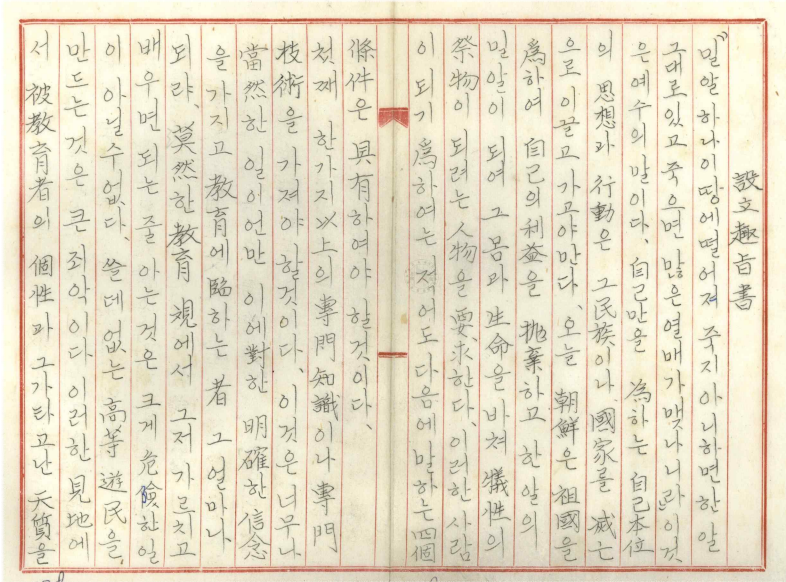 設立趣旨書
"밀알 하나이 땅에 떨어져 죽지 아니하면 한 알
그대로 있고 죽으면 많은 열매가 맺나니라」 이것
은 예수의 말이다、 自己만을 為하는 自己本位
의 思想과 行動은 그 民族이나 國家를 滅亡
으로 이끌고 가고야 만다、 오늘 朝鮮은 祖國을
爲하여 自己의 利益을 抛棄하고 한 알의
밀알이 되여 그 몸과 生命을 바쳐 犧牲의
祭物이 되려는 人物을 要求한다、 이러한 사람
이 되기 爲하여는 적어도 다음에 말하는 四個
條件은 具有하여야 할것이다、
첫째 한가지 以上의 專門知識이나 專門
技術을 가져야 할것이다、 이것은 너무나
當然한 일이언만 이에對한 明確한 信念
을 가지고 敎育에 臨하는 者 그 얼마나
되랴、 莫然한 敎育 視에서 그저 가르치고
배우면 되는 줄 아는것은 크게 危險한일
이 아닐수 없다、 쓸데 없는 高等 遊民을
만드는 것은 큰 죄악이다 이러한 見地에
서 被敎育者의 個性과 그가 타고난 天質을